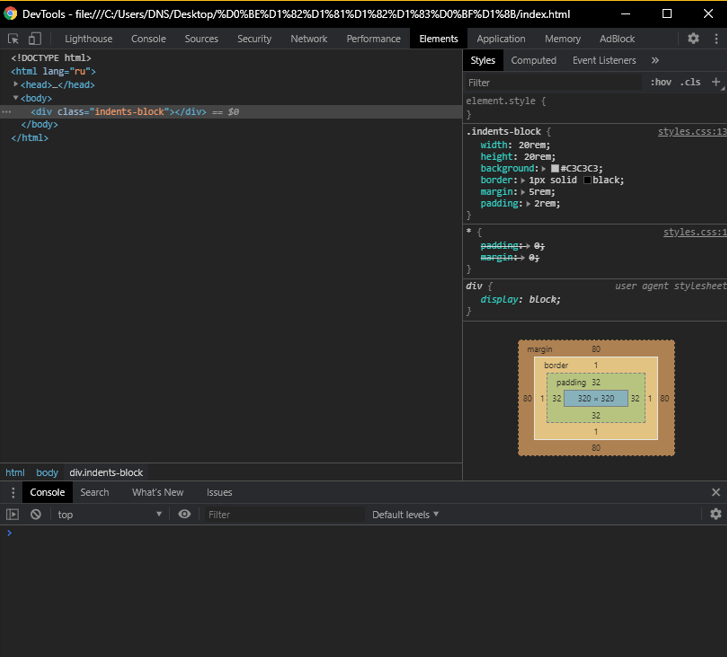 DevTools - file:///C:/Users/DNS/Desktop/%D0%BE%D1%82%D1%81%D1%82%D1%83%D0%BF%D1%8B/index.html
Lighthouse Console Sources Security Network Performance Elements Application Memory AdBlock
<!DOCTYPE html>
<html lang="ru">
<head>…</head>
<body>
<div class="indents-block"></div> == $0
</body>
</html>
Styles Computed Event Listeners »
Filter :hov .cls +
element.style {
}
.indents-block { styles.css:13
width: 20rem;
height: 20rem;
background: #C3C3C3;
border: 1px solid black;
margin: 5rem;
padding: 2rem;
}
* { styles.css:1
padding: 0;
margin: 0;
}
div { user agent stylesheet
display: block;
}
margin 80
border 1
padding 32
80 1 32 320 × 320 32 1 80
32
1
80
html body div.indents-block
Console Search What's New Issues
top Filter Default levels